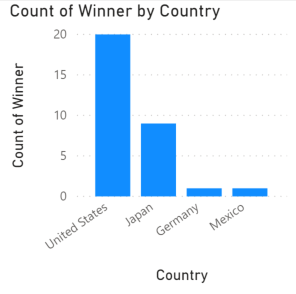 Count of Winner by Country
20
15
10
5
0
Count of Winner
United States
Japan
Germany
Mexico
Country